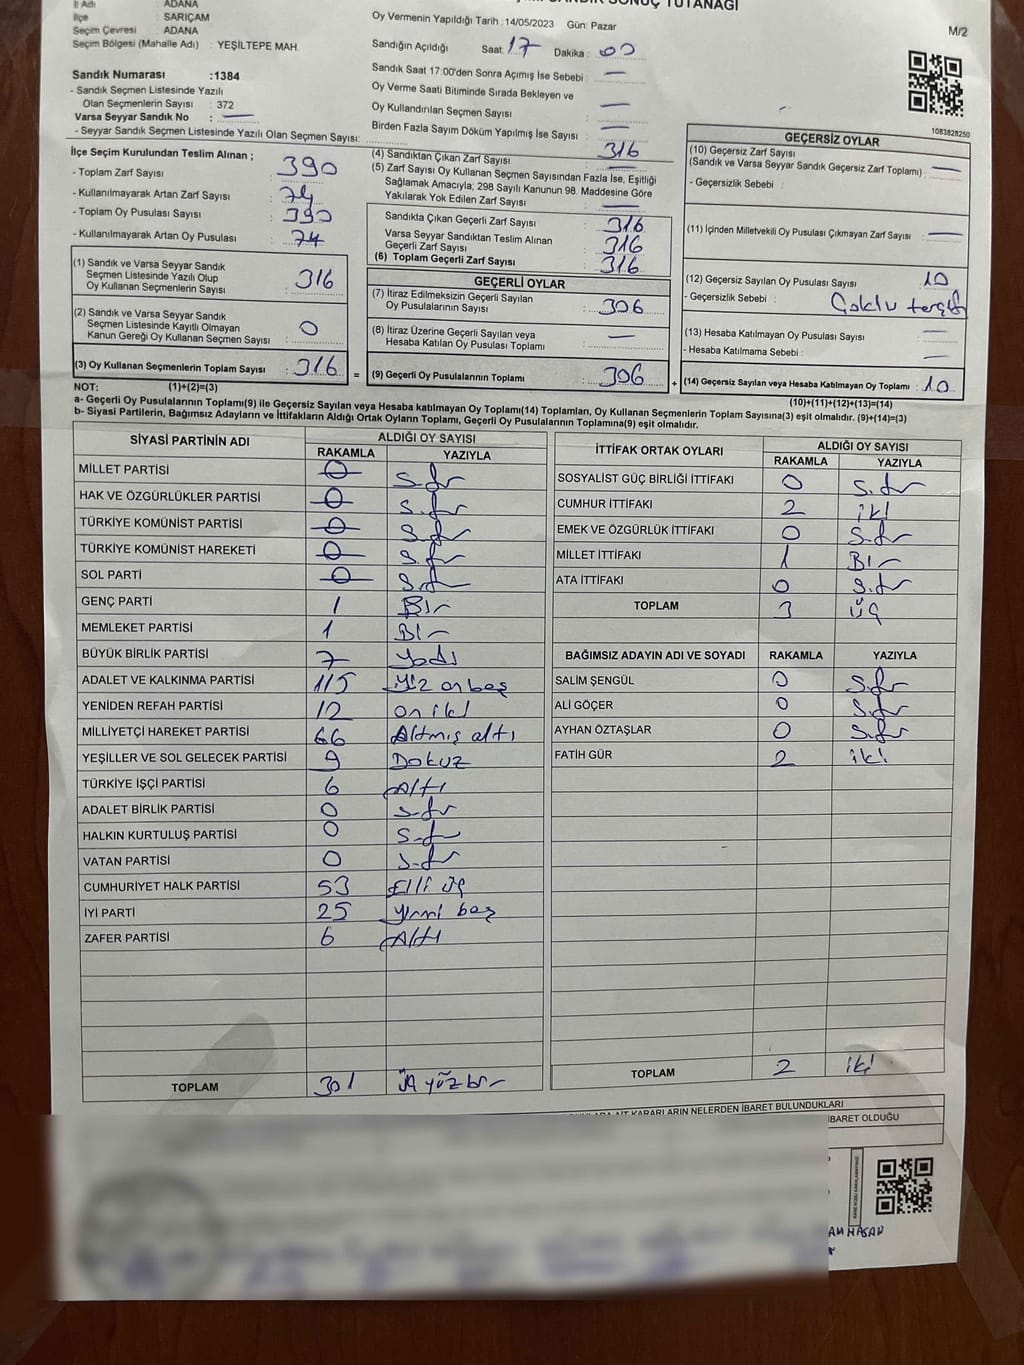 SANDIK SONUÇ TUTANAĞI
İl Adı : ADANA
İlçe : SARIÇAM
Seçim Çevresi : ADANA
Seçim Bölgesi (Mahalle Adı) : YEŞİLTEPE MAH.
Oy Vermenin Yapıldığı Tarih : 14/05/2023 Gün: Pazar
M/2
Sandığın Açıldığı Saat: 17 Dakika : 00
Sandık Saat 17:00'den Sonra Açımış İse Sebebi : —
Oy Verme Saati Bitiminde Sırada Bekleyen ve
Oy Kullandırılan Seçmen Sayısı : —
Birden Fazla Sayım Döküm Yapılmış İse Sayısı : —
Sandık Numarası :1384
- Sandık Seçmen Listesinde Yazılı
Olan Seçmenlerin Sayısı : 372
Varsa Seyyar Sandık No : —
- Seyyar Sandık Seçmen Listesinde Yazılı Olan Seçmen Sayısı:
1083828250
İlçe Seçim Kurulundan Teslim Alınan ;
- Toplam Zarf Sayısı : 390
- Kullanılmayarak Artan Zarf Sayısı : 74
- Toplam Oy Pusulası Sayısı : 390
- Kullanılmayarak Artan Oy Pusulası : 74
(4) Sandıktan Çıkan Zarf Sayısı : 316
(5) Zarf Sayısı Oy Kullanan Seçmen Sayısından Fazla İse, Eşitliği
Sağlamak Amacıyla; 298 Sayılı Kanunun 98. Maddesine Göre
Yakılarak Yok Edilen Zarf Sayısı : —
Sandıkta Çıkan Geçerli Zarf Sayısı : 316
Varsa Seyyar Sandıktan Teslim Alınan
Geçerli Zarf Sayısı : 316
(6) Toplam Geçerli Zarf Sayısı : 316
GEÇERSİZ OYLAR
(10) Geçersiz Zarf Sayısı
(Sandık ve Varsa Seyyar Sandık Geçersiz Zarf Toplamı) : —
- Geçersizlik Sebebi :
(11) İçinden Milletvekili Oy Pusulası Çıkmayan Zarf Sayısı : —
(12) Geçersiz Sayılan Oy Pusulası Sayısı : 10
- Geçersizlik Sebebi : Çoklu tercih
(13) Hesaba Katılmayan Oy Pusulası Sayısı : —
- Hesaba Katılmama Sebebi : —
(14) Geçersiz Sayılan veya Hesaba Katılmayan Oy Toplamı : 10
(10)+(11)+(12)+(13)=(14)
(1) Sandık ve Varsa Seyyar Sandık
Seçmen Listesinde Yazılı Olup
Oy Kullanan Seçmenlerin Sayısı : 316
(2) Sandık ve Varsa Seyyar Sandık
Seçmen Listesinde Kayıtlı Olmayan
Kanun Gereği Oy Kullanan Seçmen Sayısı : 0
(3) Oy Kullanan Seçmenlerin Toplam Sayısı : 316 =
GEÇERLİ OYLAR
(7) İtiraz Edilmeksizin Geçerli Sayılan
Oy Pusulalarının Sayısı : 306
(8) İtiraz Üzerine Geçerli Sayılan veya
Hesaba Katılan Oy Pusulası Toplamı : —
(9) Geçerli Oy Pusulalarının Toplamı : 306 +
NOT: (1)+(2)=(3)
a- Geçerli Oy Pusulaları Toplamı(9) ile Geçersiz Sayılan veya Hesaba katılmayan Oy Toplamı(14) Toplamları, Oy Kullanan Seçmenlerin Toplam Sayısına(3) eşit olmalıdır. (9)+(14)=(3)
b- Siyasi Partilerin, Bağımsız Adayların ve İttifakların Aldığı Ortak Oyların Toplamı, Geçerli Oy Pusulalarının Toplamına(9) eşit olmalıdır.
SİYASİ PARTİNİN ADI ALDIĞI OY SAYISI
RAKAMLA YAZIYLA
MİLLET PARTİSİ 0 sıfır
HAK VE ÖZGÜRLÜKLER PARTİSİ 0 sıfır
TÜRKİYE KOMÜNİST PARTİSİ 0 sıfır
TÜRKİYE KOMÜNİST HAREKETİ 0 sıfır
SOL PARTİ 0 sıfır
GENÇ PARTİ 1 Bir
MEMLEKET PARTİSİ 1 Bir
BÜYÜK BİRLİK PARTİSİ 7 Yedi
ADALET VE KALKINMA PARTİSİ 115 Yüz on beş
YENİDEN REFAH PARTİSİ 12 on iki
MİLLİYETÇİ HAREKET PARTİSİ 66 Altmış altı
YEŞİLLER VE SOL GELECEK PARTİSİ 9 Dokuz
TÜRKİYE İŞÇİ PARTİSİ 6 Altı
ADALET BİRLİK PARTİSİ 0 sıfır
HALKIN KURTULUŞ PARTİSİ 0 sıfır
VATAN PARTİSİ 0 sıfır
CUMHURİYET HALK PARTİSİ 53 Elli üç
İYİ PARTİ 25 yirmi beş
ZAFER PARTİSİ 6 Altı
TOPLAM 301 üç yüz bir
İTTİFAK ORTAK OYLARI ALDIĞI OY SAYISI
RAKAMLA YAZIYLA
SOSYALİST GÜÇ BİRLİĞİ İTTİFAKI 0 sıfır
CUMHUR İTTİFAKI 2 iki
EMEK VE ÖZGÜRLÜK İTTİFAKI 0 sıfır
MİLLET İTTİFAKI 1 Bir
ATA İTTİFAKI 0 sıfır
TOPLAM 3 üç
BAĞIMSIZ ADAYIN ADI VE SOYADI RAKAMLA YAZIYLA
SALİM ŞENGÜL 0 sıfır
ALİ GÖÇER 0 sıfır
AYHAN ÖZTAŞLAR 0 sıfır
FATİH GÜR 2 iki
TOPLAM 2 iki
KARARLARIN NELERDEN İBARET BULUNDUKLARI
İBARET OLDUĞU
HASAN